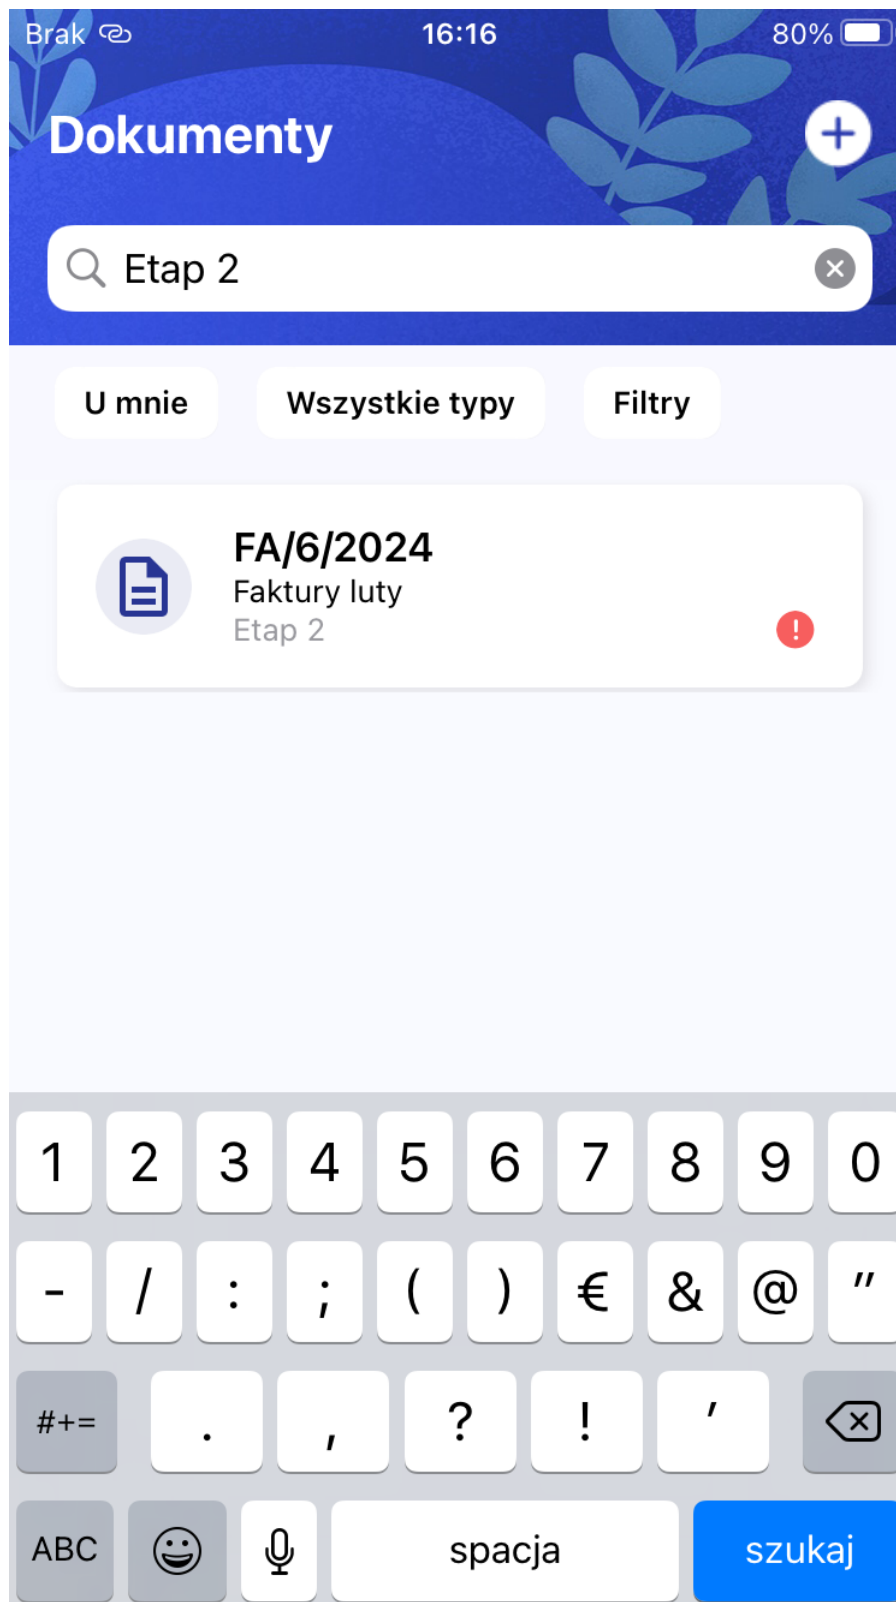 Brak 16:16 80%
Dokumenty
Etap 2
U mnie Wszystkie typy Filtry
FA/6/2024
Faktury luty
Etap 2
!
1 2 3 4 5 6 7 8 9 0
- / : ; ( ) € & @ "
#+= . , ? ! '
ABC spacja szukaj